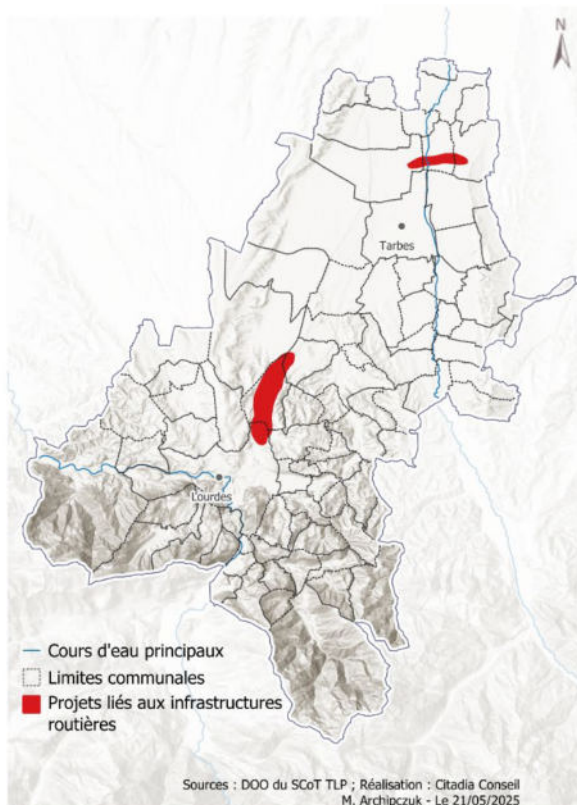 N
Tarbes
Lourdes
Cours d'eau principaux
Limites communales
Projets liés aux infrastructures
routières
Sources : DOO du SCoT TLP ; Réalisation : Citadia Conseil
M. Archipczuk - Le 21/05/2025